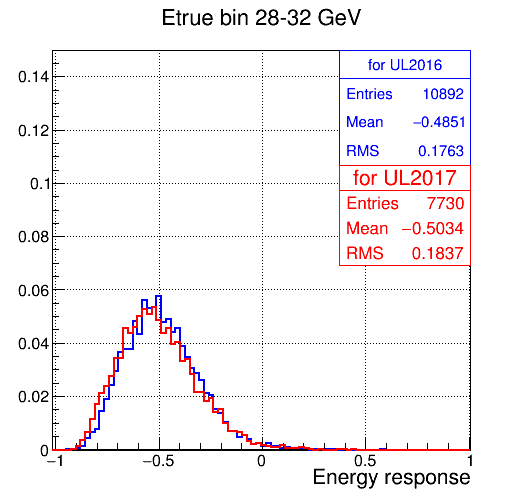 Etrue bin 28-32 GeV
for UL2016
Entries 10892
Mean −0.4851
RMS 0.1763
for UL2017
Entries 7730
Mean −0.5034
RMS 0.1837
0.14
0.12
0.1
0.08
0.06
0.04
0.02
0
−1 −0.5 0 0.5 1
Energy response